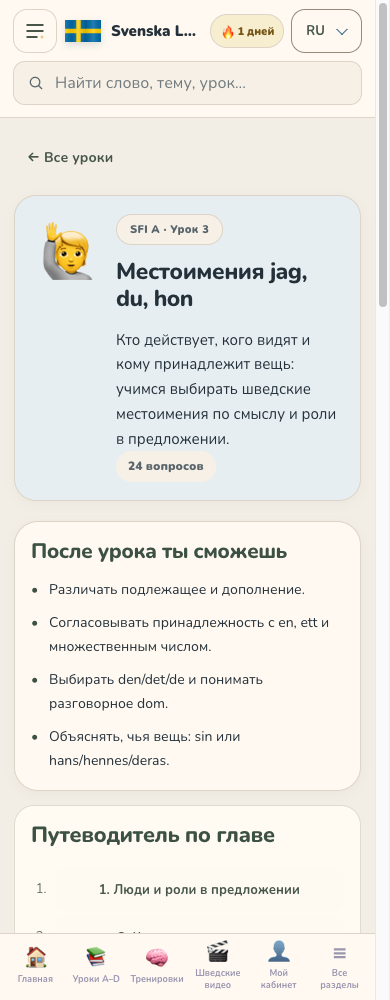 Svenska L...
1 дней
RU
Найти слово, тему, урок...
← Все уроки
SFI A · Урок 3
Местоимения jag,
du, hon
Кто действует, кого видят и
кому принадлежит вещь:
учимся выбирать шведские
местоимения по смыслу и роли
в предложении.
24 вопросов
После урока ты сможешь
• Различать подлежащее и дополнение.
• Согласовывать принадлежность с en, ett и
множественным числом.
• Выбирать den/det/de и понимать
разговорное dom.
• Объяснять, чья вещь: sin или
hans/hennes/deras.
Путеводитель по главе
1. 1. Люди и роли в предложении
Главная
Уроки A–D
Тренировки
Шведские
видео
Мой
кабинет
Все
разделы